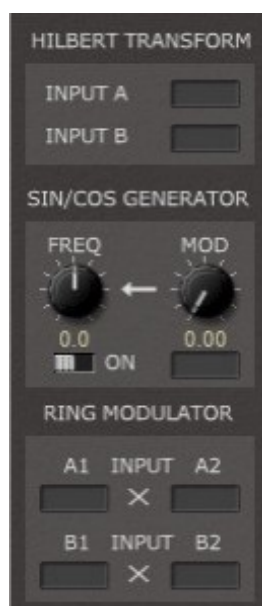 HILBERT TRANSFORM
INPUT A
INPUT B
SIN/COS GENERATOR
FREQ MOD
0.0 0.00
ON
RING MODULATOR
A1 INPUT A2
×
B1 INPUT B2
×